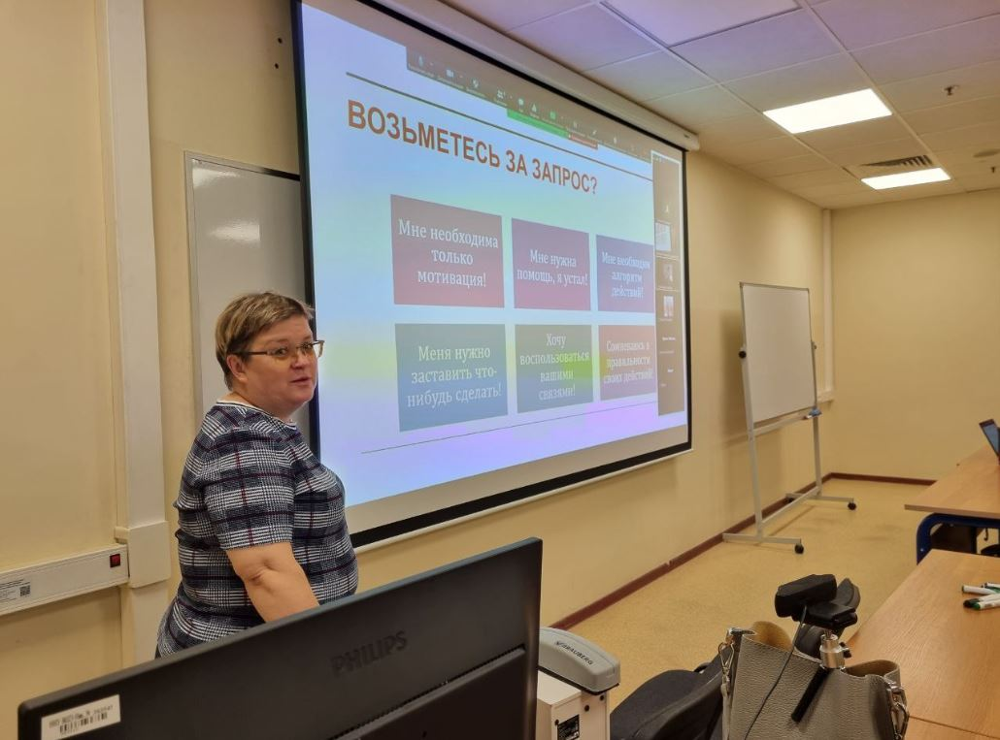 ВОЗЬМЕТЕСЬ ЗА ЗАПРОС?
Мне необходима
только
мотивация!
Мне нужна
помощь, я устал!
Мне необходим
алгоритм
действий!
Меня нужно
заставить что-
нибудь сделать!
Хочу
воспользоваться
вашими
связями!
Сомневаюсь в
правильности
своих действий!
PHILIPS
BRAUBERG